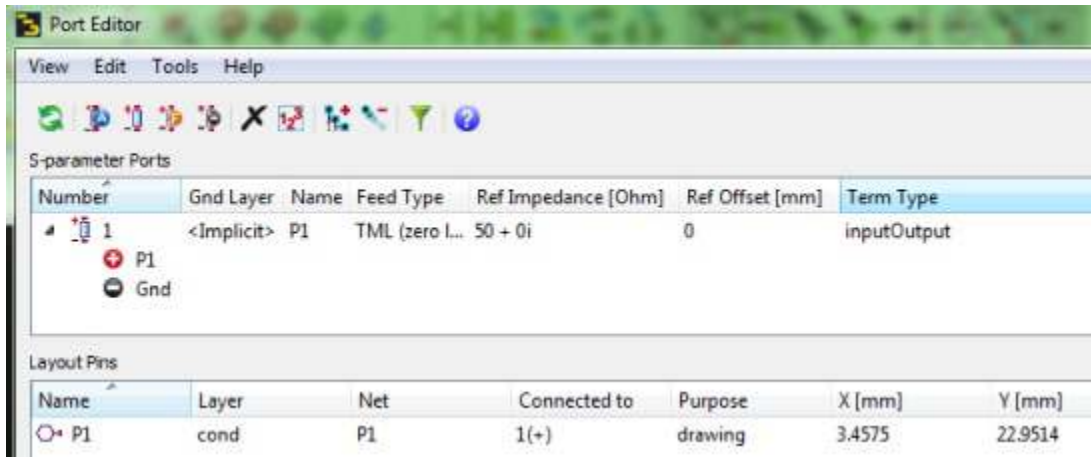 Port Editor
View Edit Tools Help
S-parameter Ports
Number Gnd Layer Name Feed Type Ref Impedance [Ohm] Ref Offset [mm] Term Type
1 <Implicit> P1 TML (zero l... 50 + 0i 0 inputOutput
P1
Gnd
Layout Pins
Name Layer Net Connected to Purpose X [mm] Y [mm]
P1 cond P1 1(+) drawing 3.4575 22.9514